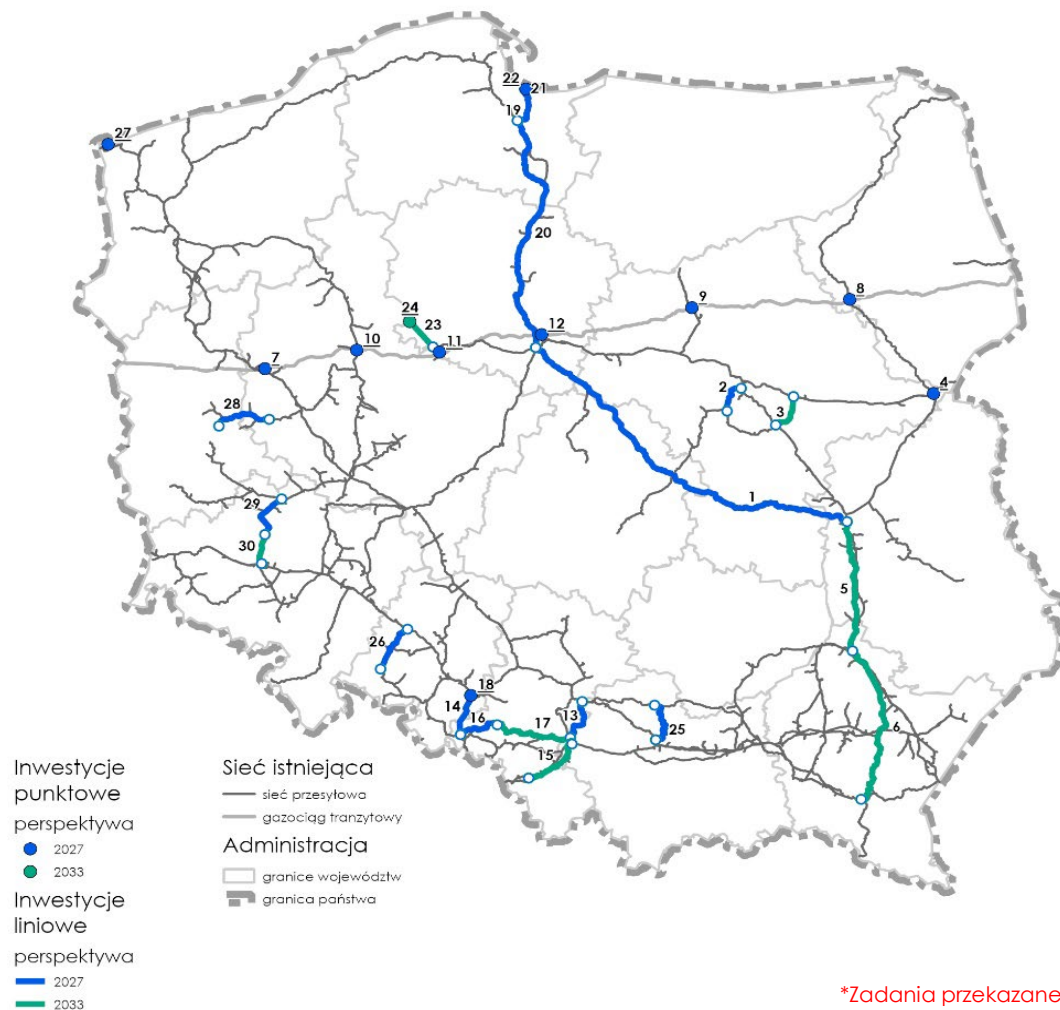 22
21
19
27
20
24
23
12
9
8
10
11
7
28
2
3
4
29
1
30
5
26
18
14
16
17
13
15
25
6
Inwestycje
punktowe
perspektywa
2027
2033
Inwestycje
liniowe
perspektywa
2027
2033
Sieć istniejąca
sieć przesyłowa
gazociąg tranzytowy
Administracja
granice województw
granica państwa
*Zadania przekazane